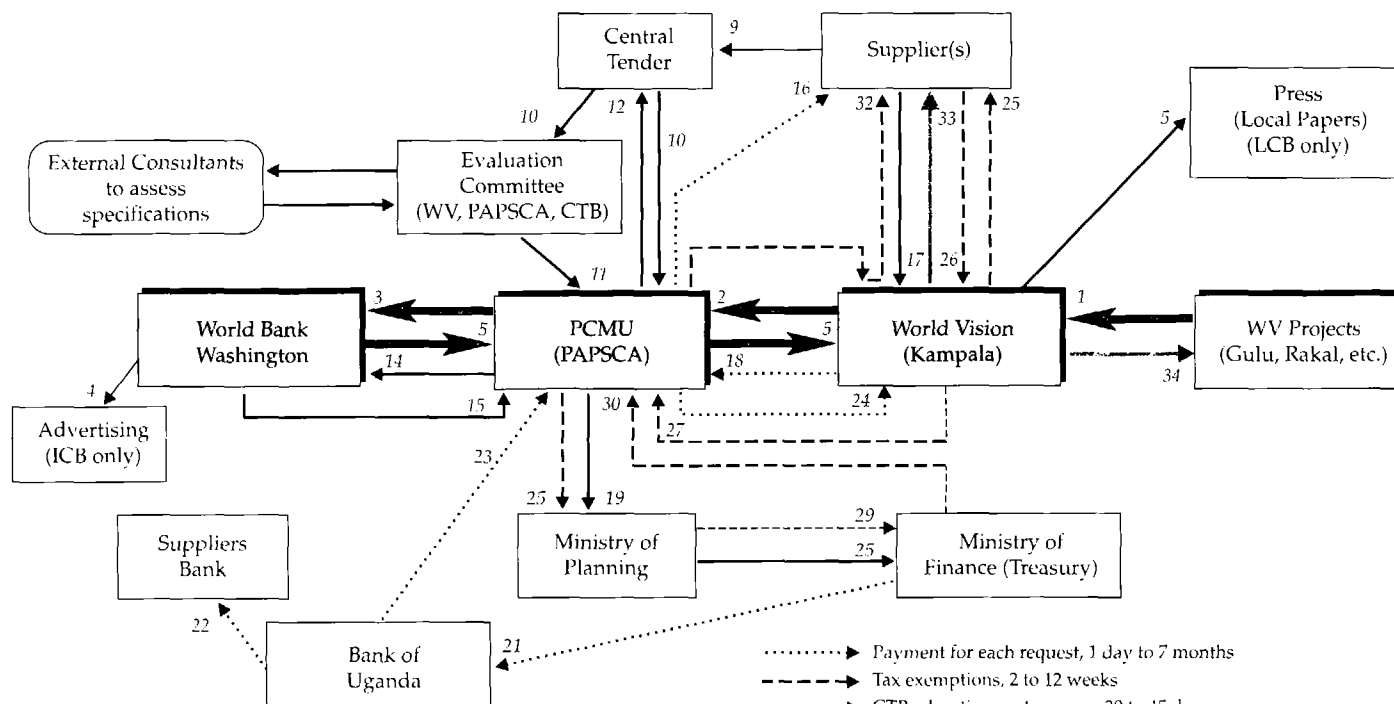 Central
Tender
9
Supplier(s)
Press
(Local Papers)
(LCB only)
5
10
12
10
16
32
33
25
External Consultants
to assess
specifications
Evaluation
Committee
(WV, PAPSCA, CTB)
11
17
26
World Bank
Washington
3
5
14
15
PCMU
(PAPSCA)
2
5
18
24
World Vision
(Kampala)
1
34
WV Projects
(Gulu, Rakal, etc.)
4
Advertising
(ICB only)
30
27
23
25
19
Suppliers
Bank
22
Ministry of
Planning
29
25
Ministry of
Finance (Treasury)
Bank of
Uganda
21
Payment for each request, 1 day to 7 months
Tax exemptions, 2 to 12 weeks